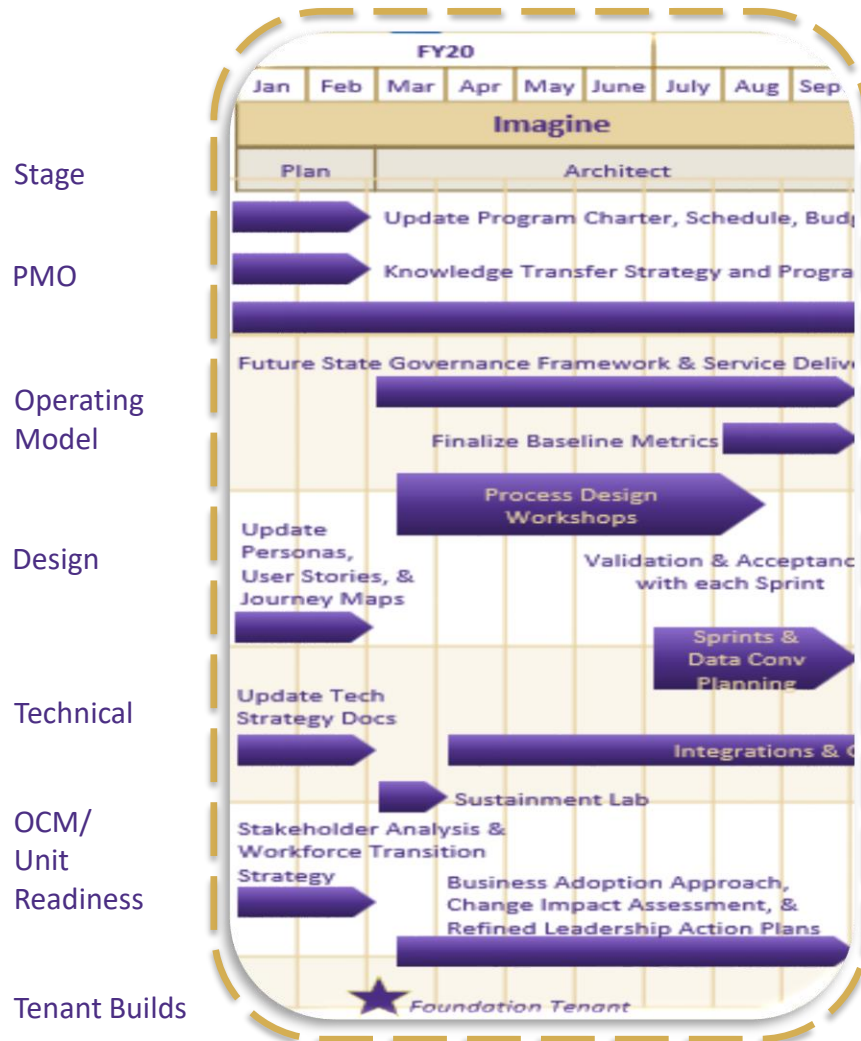 FY20
Jan Feb Mar Apr May June July Aug Sep
Imagine
Stage
Plan Architect
Update Program Charter, Schedule, Bud
PMO
Knowledge Transfer Strategy and Progra
Future State Governance Framework & Service Deliv
Operating
Model
Finalize Baseline Metrics
Process Design
Workshops
Design
Update
Personas,
User Stories, &
Journey Maps
Validation & Acceptanc
with each Sprint
Sprints &
Data Conv
Planning
Technical
Update Tech
Strategy Docs
Integrations &
Sustainment Lab
OCM/
Unit
Readiness
Stakeholder Analysis &
Workforce Transition
Strategy
Business Adoption Approach,
Change Impact Assessment, &
Refined Leadership Action Plans
Tenant Builds
Foundation Tenant